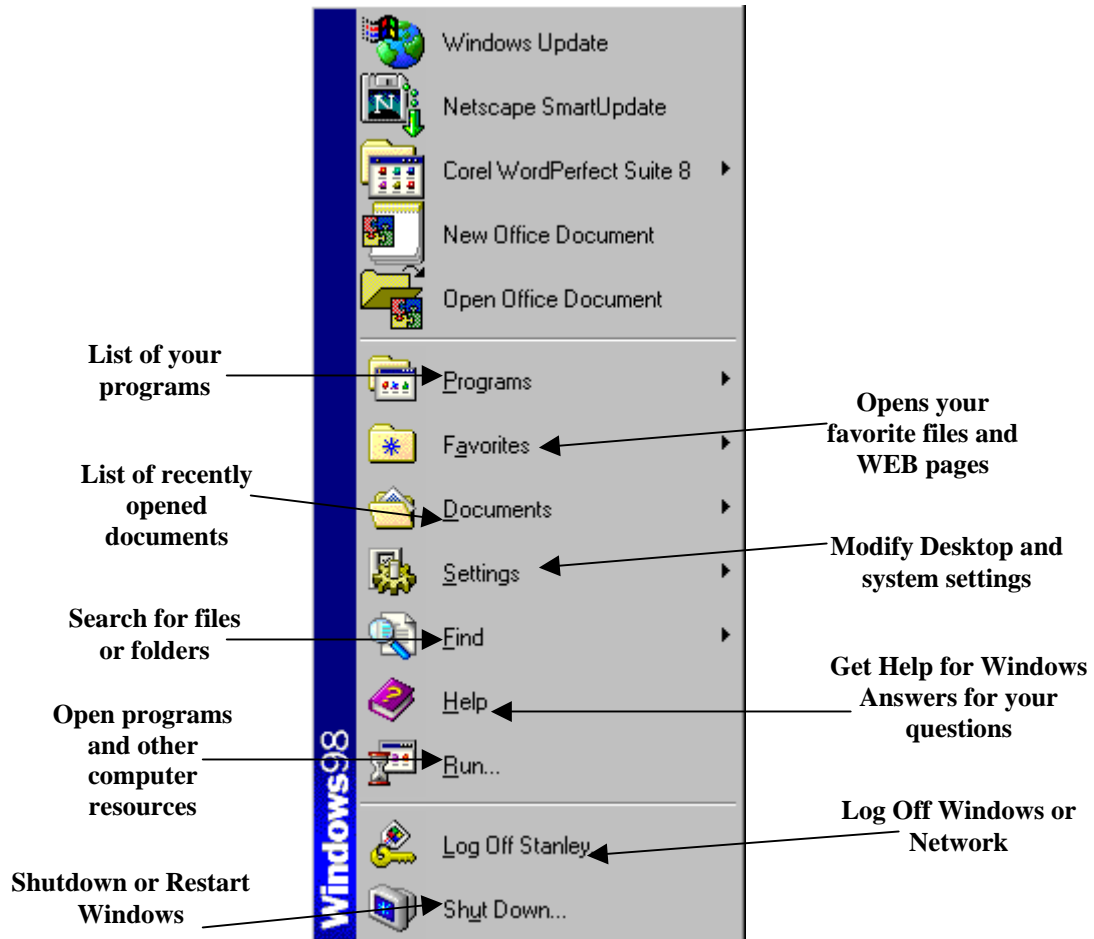 Windows Update
Netscape SmartUpdate
Corel WordPerfect Suite 8
New Office Document
Open Office Document
List of your
programs
Programs
Opens your
favorite files and
WEB pages
Favorites
List of recently
opened
documents
Documents
Modify Desktop and
system settings
Settings
Search for files
or folders
Find
Get Help for Windows
Answers for your
questions
Help
Open programs
and other
computer
resources
Run...
Log Off Windows or
Network
Log Off Stanley
Shutdown or Restart
Windows
Shut Down...
Windows98